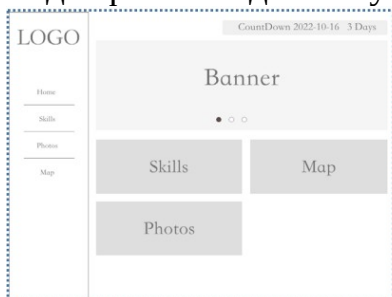 LOGO
Home
Skills
Photos
Map
CountDown 2022-10-16 3 Days
Banner
Skills
Map
Photos